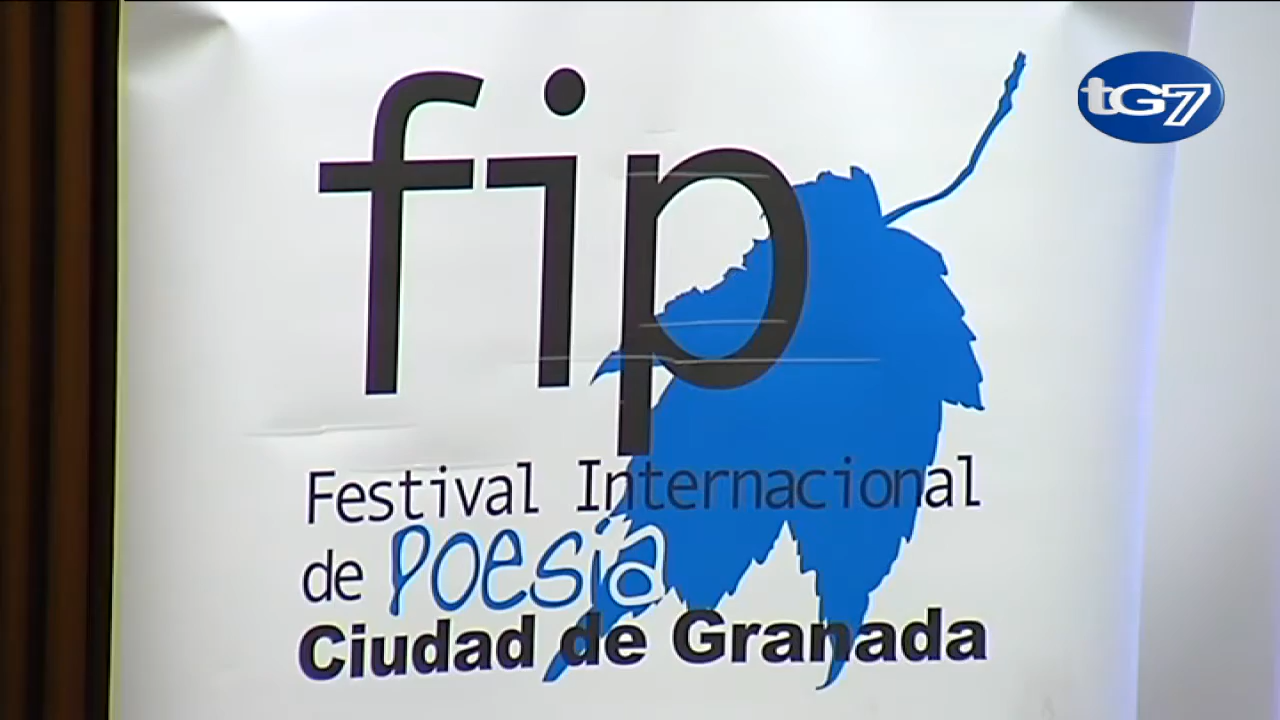 tG7
fip
Festival Internacional
de POESÍA
Ciudad de Granada